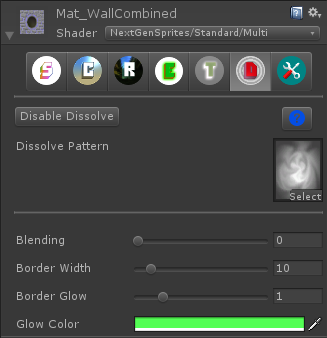 Mat_WallCombined
Shader NextGenSprites/Standard/Multi
S C R E T D
Disable Dissolve
Dissolve Pattern
Select
Blending 0
Border Width 10
Border Glow 1
Glow Color